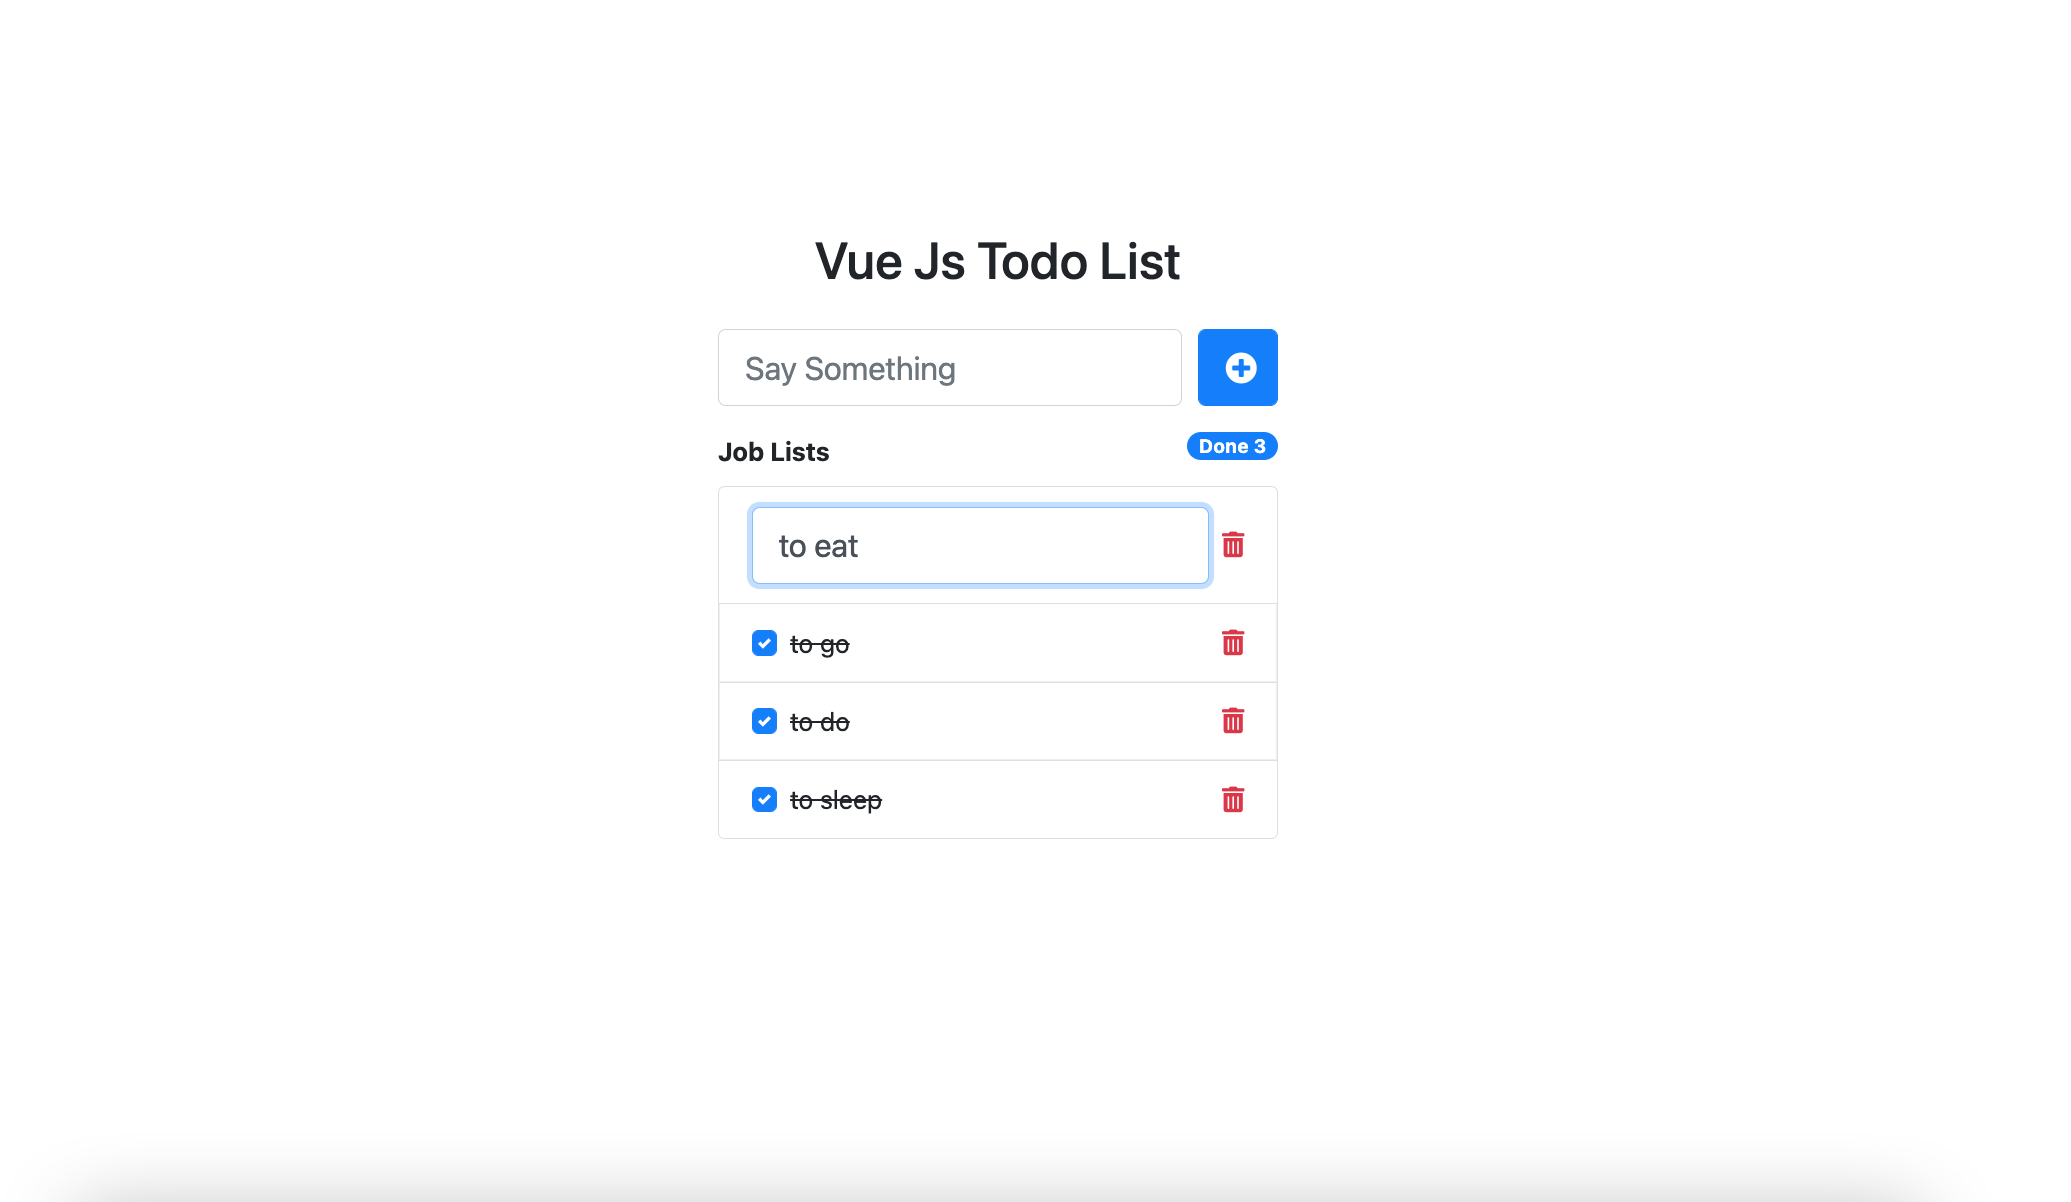 Vue Js Todo List
Say Something
Job Lists
Done 3
to eat
to go
to do
to sleep